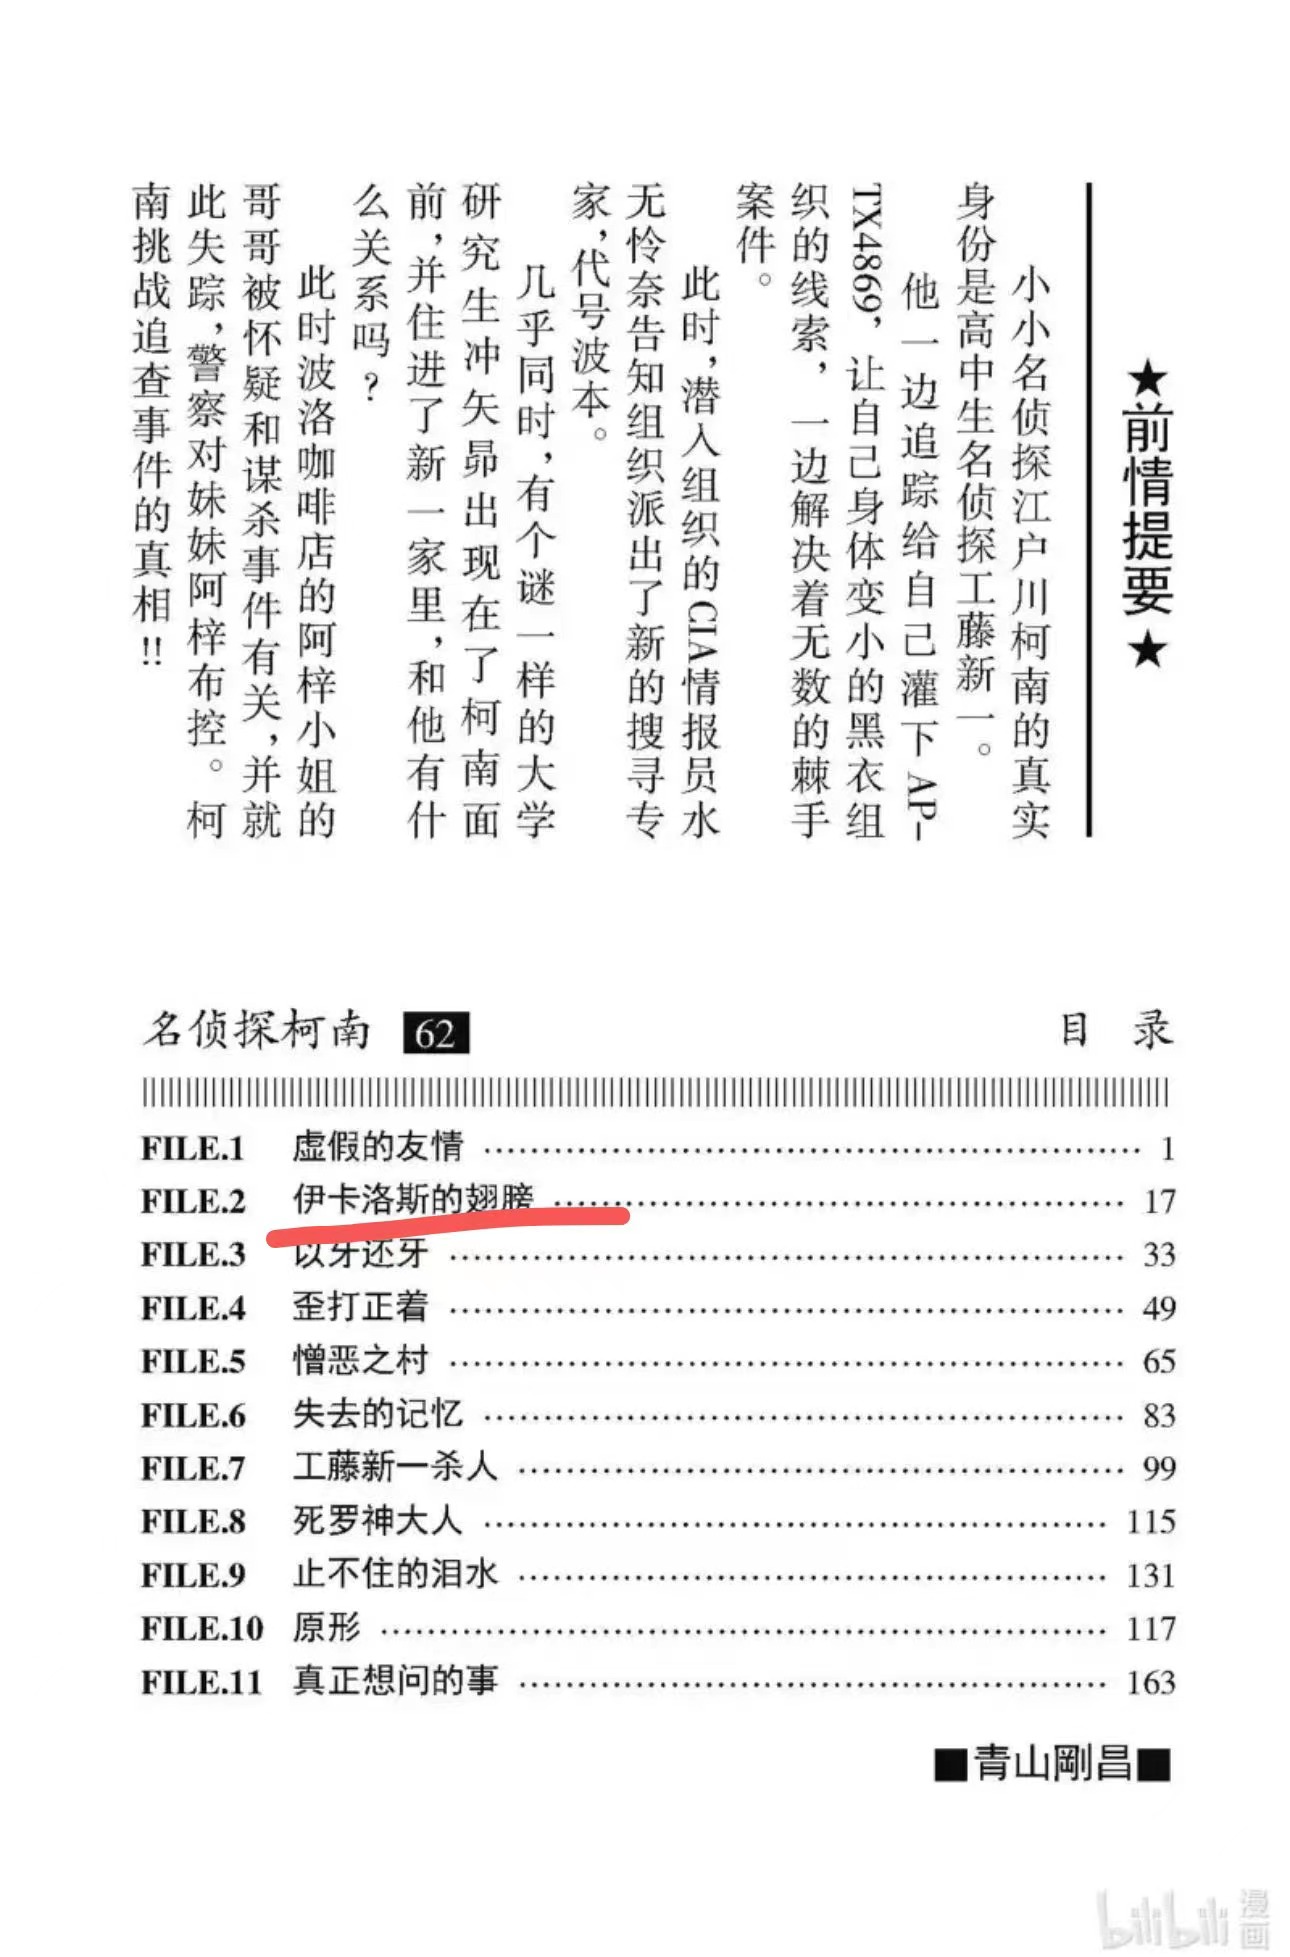 ★前情提要★
小小名侦探江户川柯南的真实
身份是高中生名侦探工藤新一。
他一边追踪给自己灌下AP-
TX4869，让自己身体变小的黑衣组
织的线索，一边解决着无数的棘手
案件。
此时，潜入组织的CIA情报员水
无怜奈告知组织派出了新的搜寻专
家，代号波本。
几乎同时，有个谜一样的大学
研究生冲矢昴出现在了柯南面
前，并住进了新一家里，和他有什
么关系吗？
此时波洛咖啡店的阿梓小姐的
哥哥被怀疑和谋杀事件有关，并就
此失踪，警察对妹妹阿梓布控。柯
南挑战追查事件的真相!!
名侦探柯南 62 目 录
FILE.1 虚假的友情 …… 1
FILE.2 伊卡洛斯的翅膀 …… 17
FILE.3 以牙还牙 …… 33
FILE.4 歪打正着 …… 49
FILE.5 憎恶之村 …… 65
FILE.6 失去的记忆 …… 83
FILE.7 工藤新一杀人 …… 99
FILE.8 死罗神大人 …… 115
FILE.9 止不住的泪水 …… 131
FILE.10 原形 …… 117
FILE.11 真正想问的事 …… 163
■青山剛昌■
bilibili 漫画